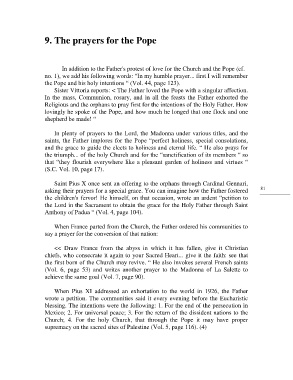 9. The prayers for the Pope
In addition to the Father's protest of love for the Church and the Pope (cf.
no. 1), we add his following words: "In my humble prayer... first I will remember
the Pope and his holy intentions " (Vol. 44, page 123).
Sister Vittoria reports: < The Father loved the Pope with a singular affection.
In the mass, Communion, rosary, and in all the feasts the Father exhorted the
Religious and the orphans to pray first for the intentions of the Holy Father. How
lovingly he spoke of the Pope, and how much he longed that one flock and one
shepherd be made! "
In plenty of prayers to the Lord, the Madonna under various titles, and the
saints, the Father implores for the Pope "perfect holiness, special consolations,
and the grace to guide the elects to holiness and eternal life. " He also prays for
the triumph... of the holy Church and for the "sanctification of its members " so
that "they flourish everywhere like a pleasant garden of holiness and virtues "
(S.C. Vol. 10, page 17).
Saint Pius X once sent an offering to the orphans through Cardinal Gennari,
asking their prayers for a special grace. You can imagine how the Father fostered
the children's fervor! He himself, on that occasion, wrote an ardent "petition to
the Lord in the Sacrament to obtain the grace for the Holy Father through Saint
Anthony of Padua " (Vol. 4, page 104).
81
When France parted from the Church, the Father ordered his communities to
say a prayer for the conversion of that nation:
<< Draw France from the abyss in which it has fallen, give it Christian
chiefs, who consecrate it again to your Sacred Heart... give it the faith: see that
the first born of the Church may revive. " He also invokes several French saints
(Vol. 6, page 53) and writes another prayer to the Madonna of La Salette to
achieve the same goal (Vol. 7, page 90).
When Pius XI addressed an exhortation to the world in 1926, the Father
wrote a petition. The communities said it every evening before the Eucharistic
blessing. The intentions were the following: 1. For the end of the persecution in
Mexico; 2. For universal peace; 3. For the return of the dissident nations to the
Church; 4. For the holy Church, that through the Pope it may have proper
supremacy on the sacred sites of Palestine (Vol. 5, page 116). (4)